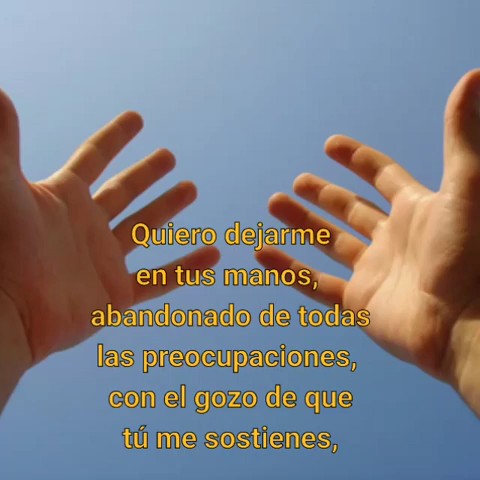 Quiero dejarme
en tus manos,
abandonado de todas
las preocupaciones,
con el gozo de que
tú me sostienes,